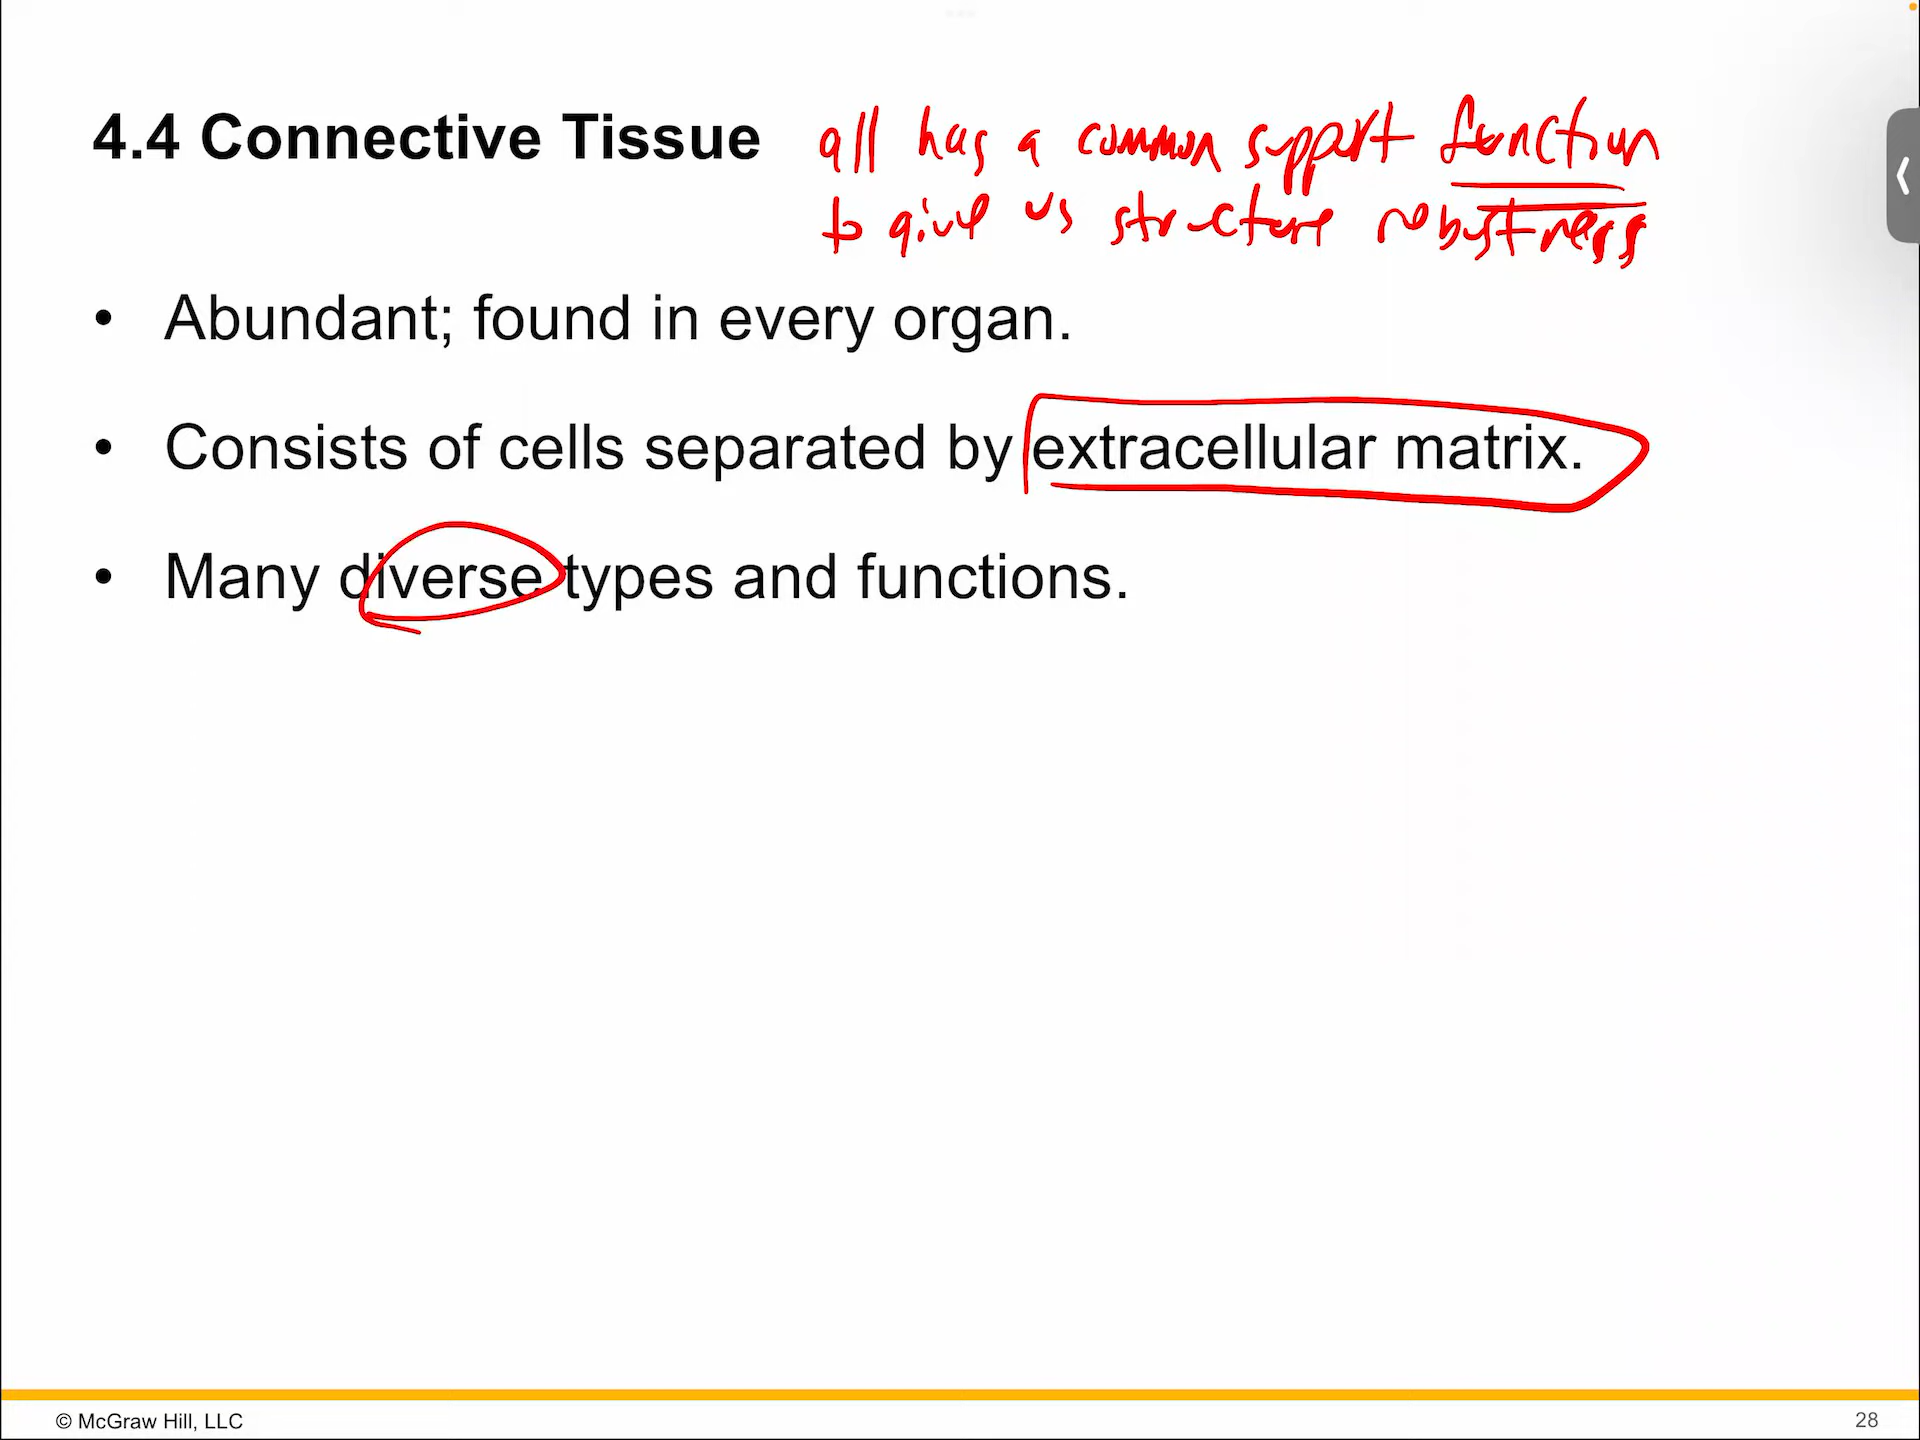 4.4 Connective Tissue
all has a common support function
to give us structure robustness
• Abundant; found in every organ.
• Consists of cells separated by extracellular matrix.
• Many diverse types and functions.
© McGraw Hill, LLC
28